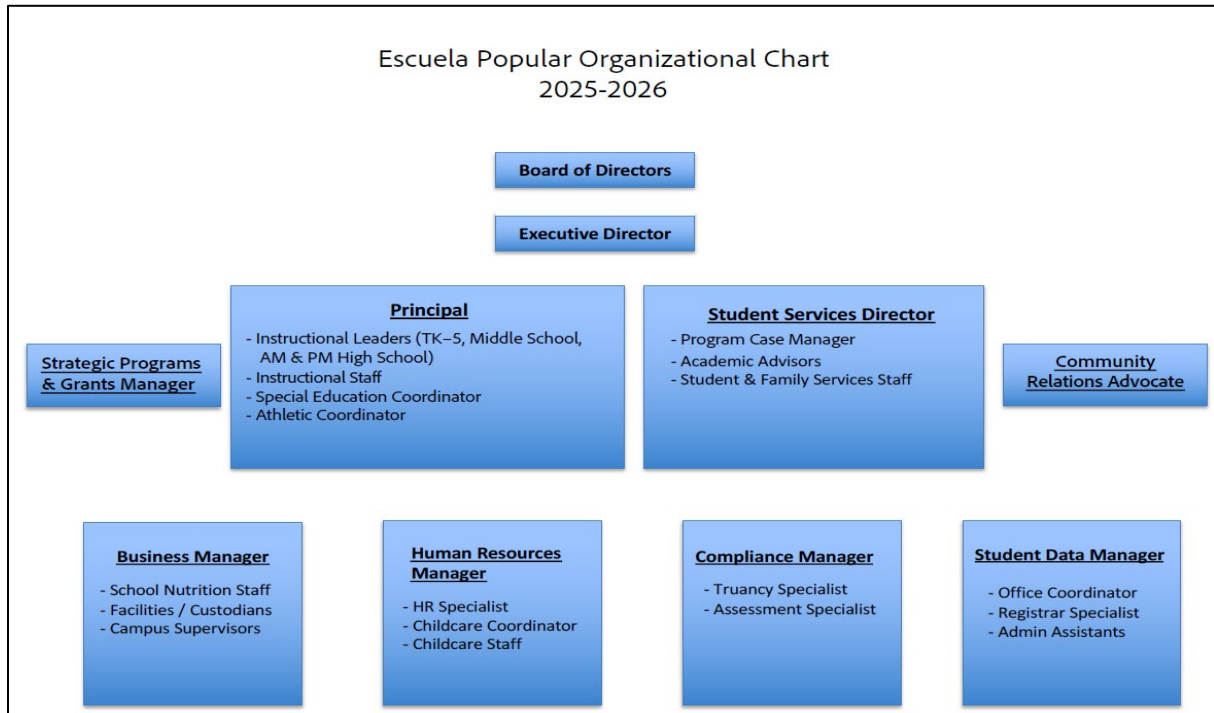 Escuela Popular Organizational Chart
2025-2026
Board of Directors
Executive Director
Strategic Programs
& Grants Manager
Principal
- Instructional Leaders (TK–5, Middle School,
AM & PM High School)
- Instructional Staff
- Special Education Coordinator
- Athletic Coordinator
Student Services Director
- Program Case Manager
- Academic Advisors
- Student & Family Services Staff
Community
Relations Advocate
Business Manager
- School Nutrition Staff
- Facilities / Custodians
- Campus Supervisors
Human Resources
Manager
- HR Specialist
- Childcare Coordinator
- Childcare Staff
Compliance Manager
- Truancy Specialist
- Assessment Specialist
Student Data Manager
- Office Coordinator
- Registrar Specialist
- Admin Assistants